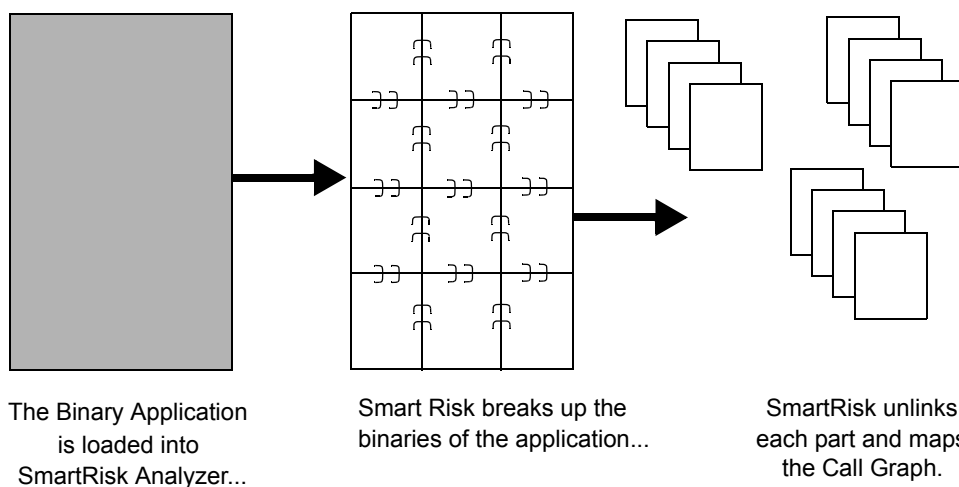 The Binary Application
is loaded into
SmartRisk Analyzer...
Smart Risk breaks up the
binaries of the application...
SmartRisk unlinks
each part and maps
the Call Graph.